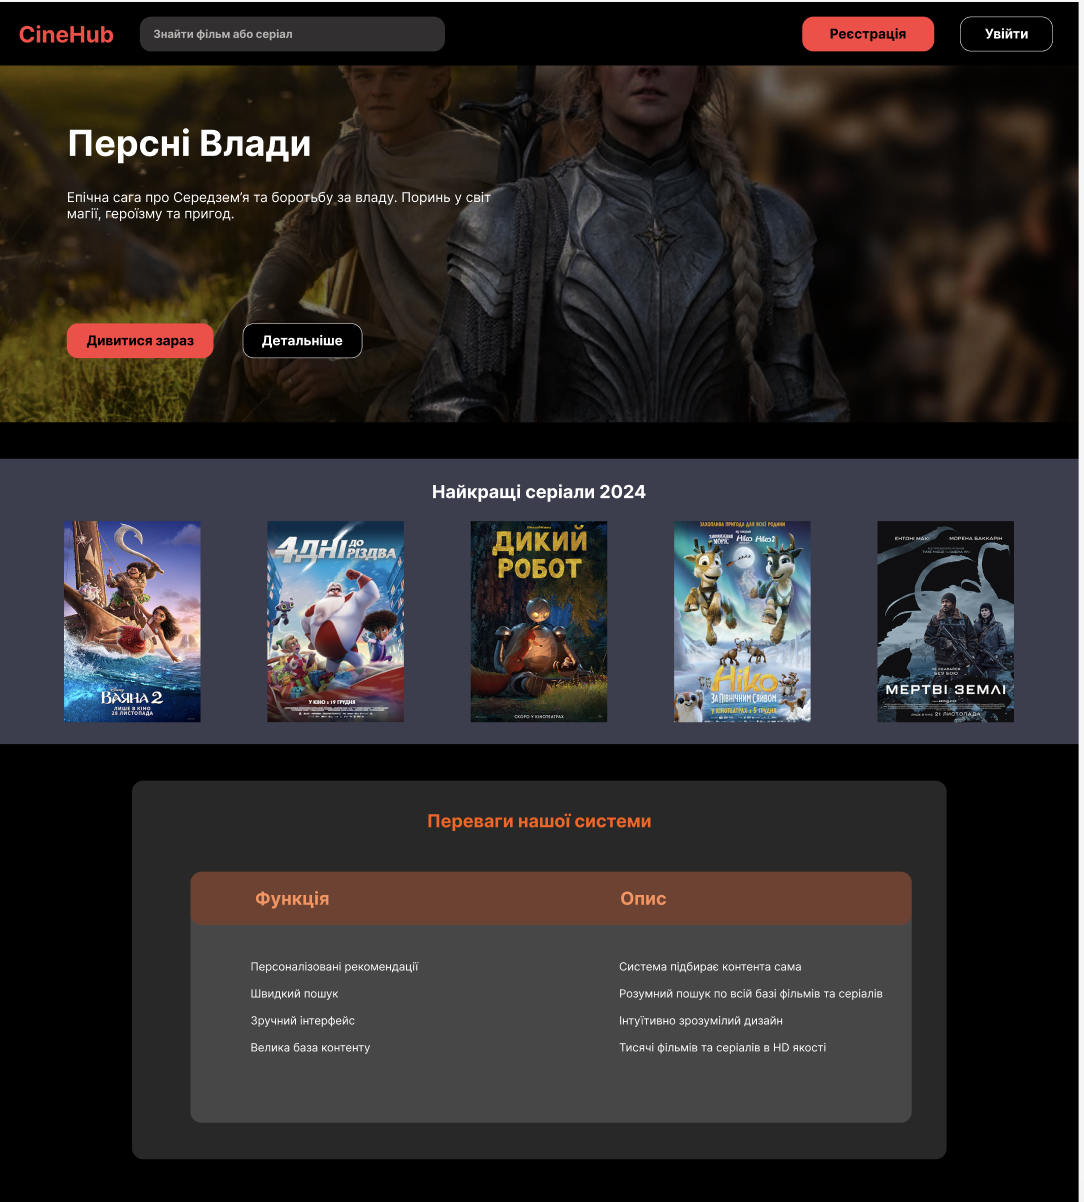 CineHub
Знайти фільм або серіал
Реєстрація
Увійти
Персні Влади
Епічна сага про Середзем’я та боротьбу за владу. Поринь у світ
магії, героїзму та пригод.
Дивитися зараз
Детальніше
Найкращі серіали 2024
Disney
ВАЯНА 2
ЛИШЕ В КІНО
28 ЛИСТОПАДА
4 ДНІ ДО
РІЗДВА
У КІНО З 19 ГРУДНЯ
ДИКИЙ
РОБОТ
СКОРО У КІНОТЕАТРАХ
ЗАХОПЛИВА ПРИГОДА ДЛЯ ВСІЄЇ РОДИНИ
Ніко Ніко2
Ніко
ЗА ПІВНІЧНИМ СЯЙВОМ
У КІНОТЕАТРАХ З 5 ГРУДНЯ
ЕНТОНІ МАКІ
МОРЕНА БАККАРІН
БЕЗ БОЮ
МЕРТВІ ЗЕМЛІ
21 ЛИСТОПАДА
Переваги нашої системи
Функція
Опис
Персоналізовані рекомендації
Система підбирає контента сама
Швидкий пошук
Розумний пошук по всій базі фільмів та серіалів
Зручний інтерфейс
Інтуїтивно зрозумілий дизайн
Велика база контенту
Тисячі фільмів та серіалів в HD якості